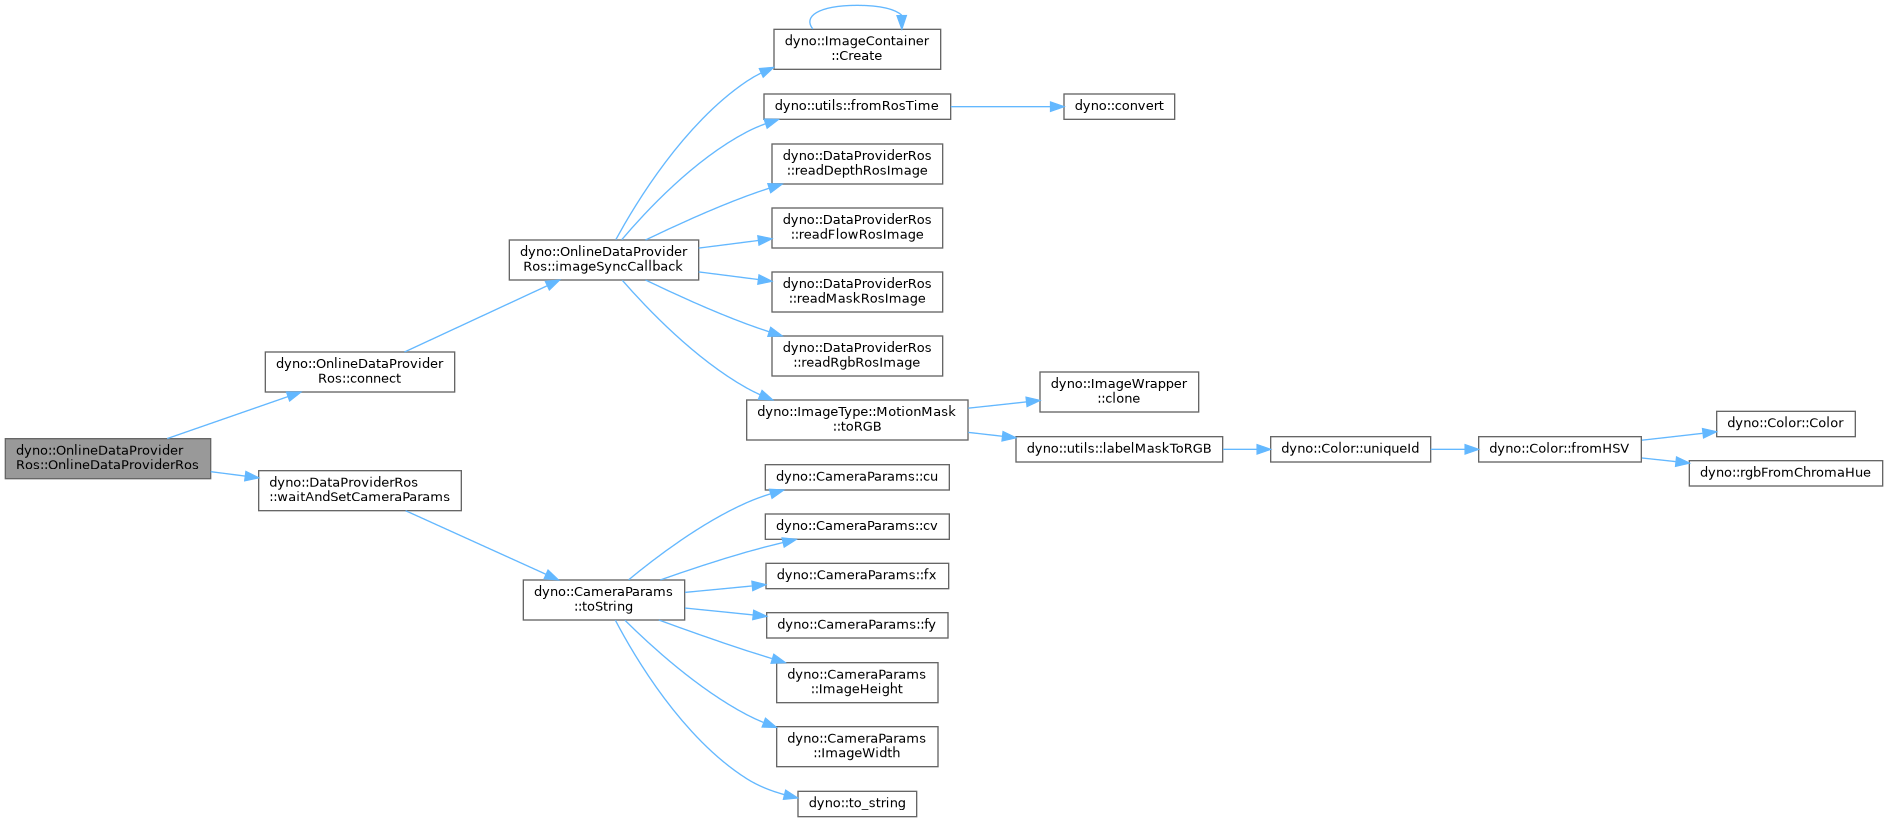 dyno::OnlineDataProvider
Ros::OnlineDataProviderRos
dyno::OnlineDataProvider
Ros::connect
dyno::DataProviderRos
::waitAndSetCameraParams
dyno::OnlineDataProvider
Ros::imageSyncCallback
dyno::CameraParams
::toString
dyno::ImageContainer
::Create
dyno::utils::fromRosTime
dyno::convert
dyno::DataProviderRos
::readDepthRosImage
dyno::DataProviderRos
::readFlowRosImage
dyno::DataProviderRos
::readMaskRosImage
dyno::DataProviderRos
::readRgbRosImage
dyno::ImageType::MotionMask
::toRGB
dyno::ImageWrapper
::clone
dyno::utils::labelMaskToRGB
dyno::Color::uniqueId
dyno::Color::fromHSV
dyno::Color::Color
dyno::rgbFromChromaHue
dyno::CameraParams::cu
dyno::CameraParams::cv
dyno::CameraParams::fx
dyno::CameraParams::fy
dyno::CameraParams
::ImageHeight
dyno::CameraParams
::ImageWidth
dyno::to_string